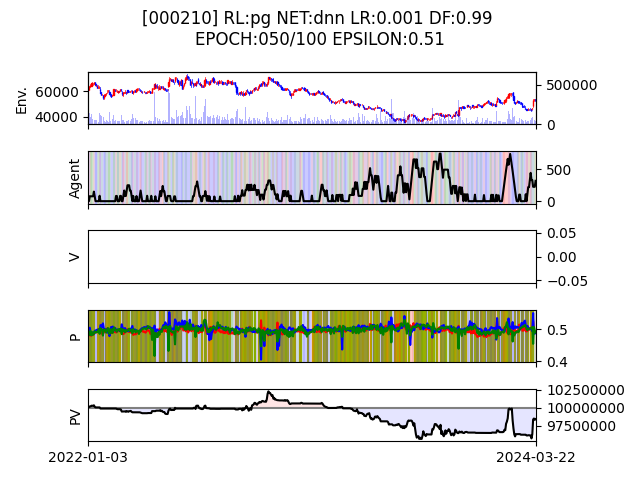 [000210] RL:pg NET:dnn LR:0.001 DF:0.99
EPOCH:050/100 EPSILON:0.51
Env.
60000
40000
500000
0
Agent
500
0
V
0.05
0.00
−0.05
P
0.5
0.4
PV
102500000
100000000
97500000
2022-01-03
2024-03-22